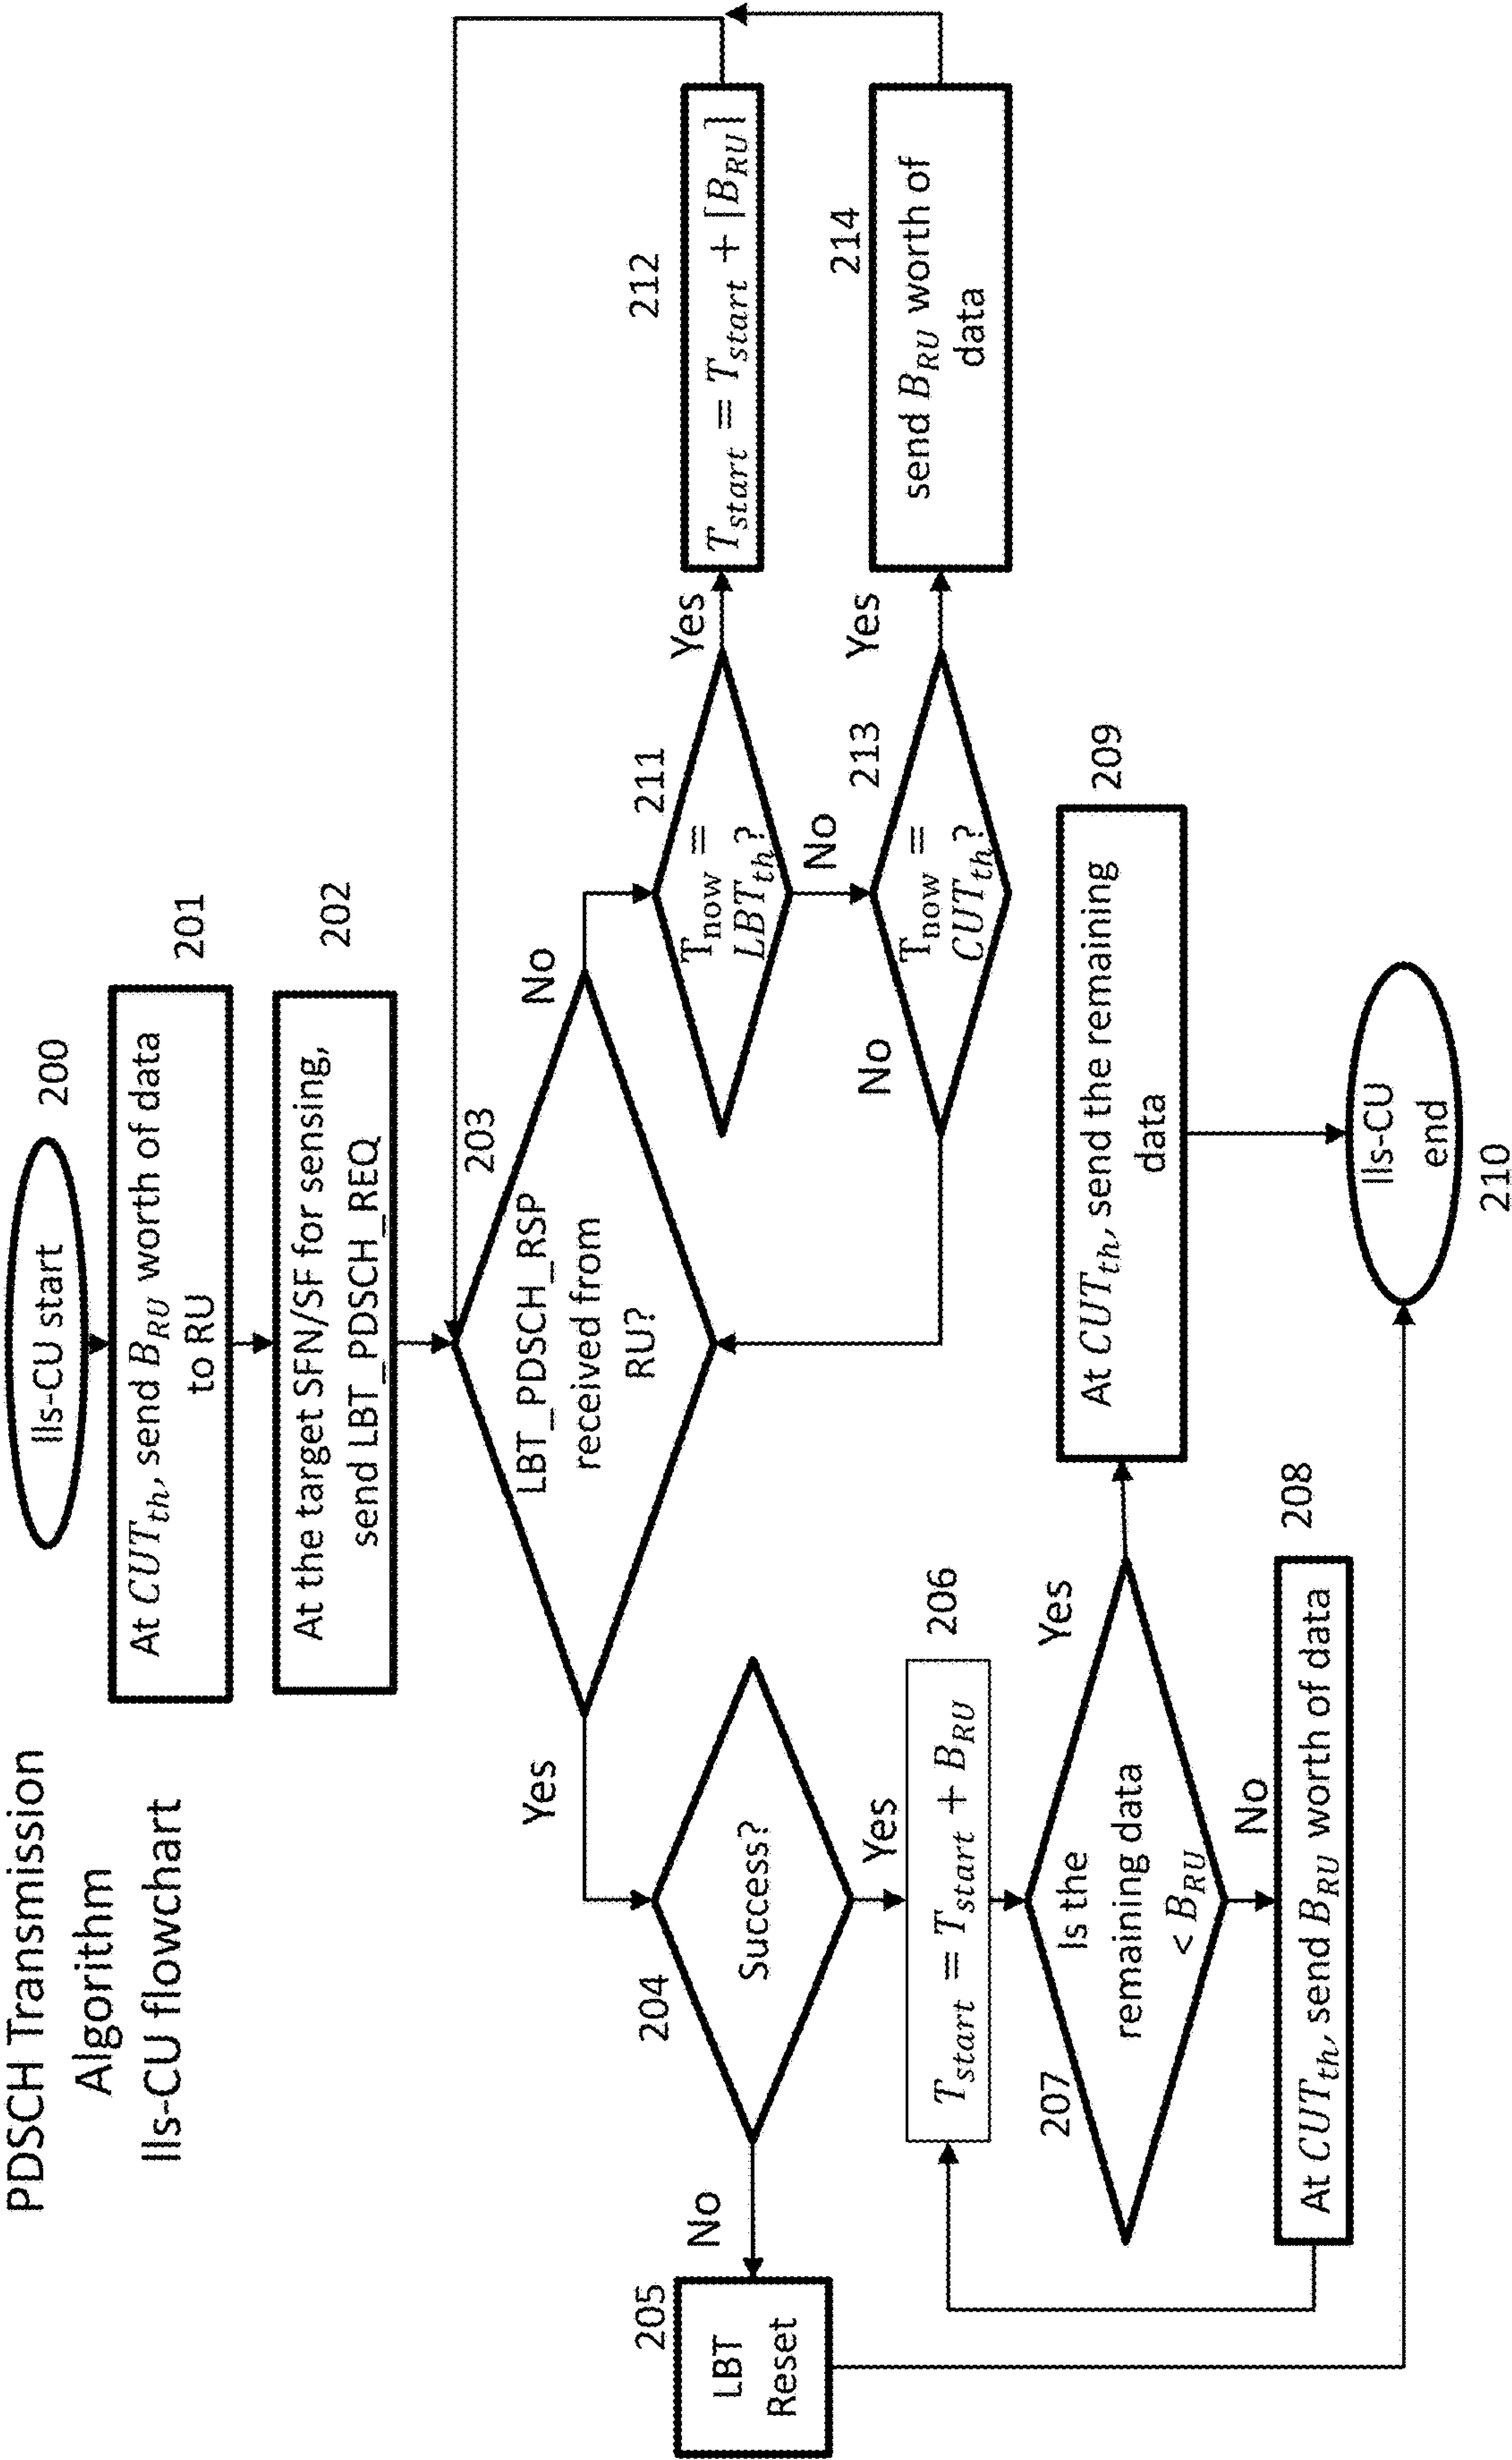 PDSCH Transmission
Algorithm
lls-CU flowchart
lls-CU start
200
At CUT_th, send B_RU worth of data
to RU
201
At the target SFN/SF for sensing,
send LBT_PDSCH_REQ
202
203
LBT_PDSCH_RSP
received from
RU?
Yes
No
204
Success?
No
Yes
205
LBT
Reset
206
T_start = T_start + B_RU
207
Is the
remaining data
< B_RU
Yes
No
208
At CUT_th, send B_RU worth of data
209
At CUT_th, send the remaining
data
lls-CU
end
210
211
T_now =
LBT_th?
Yes
No
212
T_start = T_start + ⌈B_RU⌉
213
T_now =
CUT_th?
Yes
No
214
send B_RU worth of
data